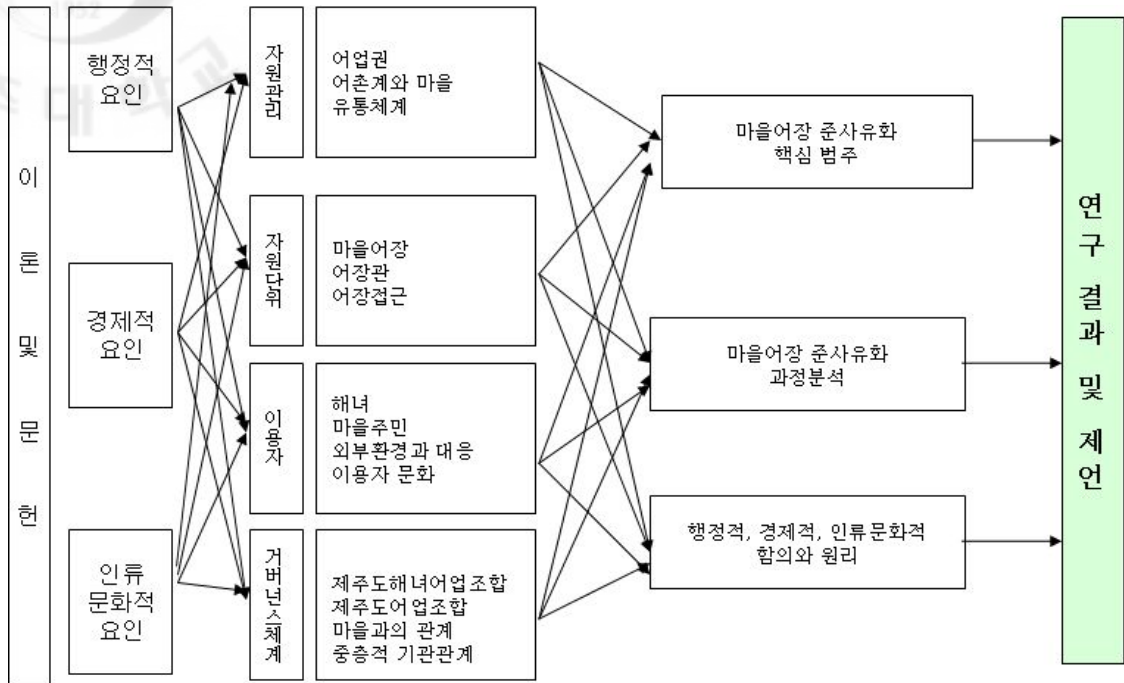 1952
대
이론 및 문헌
행정적
요인
경제적
요인
인류
문화적
요인
자원관리
어업권
어촌계와 마을
유통체계
자원단위
마을어장
어장관
어장접근
이용자
해녀
마을주민
외부환경과 대응
이용자 문화
거버넌스체계
제주도해녀어업조합
제주도어업조합
마을과의 관계
중층적 기관관계
마을어장 준사유화
핵심 범주
마을어장 준사유화
과정분석
행정적, 경제적, 인류문화적
함의와 원리
연구 결과 및 제언